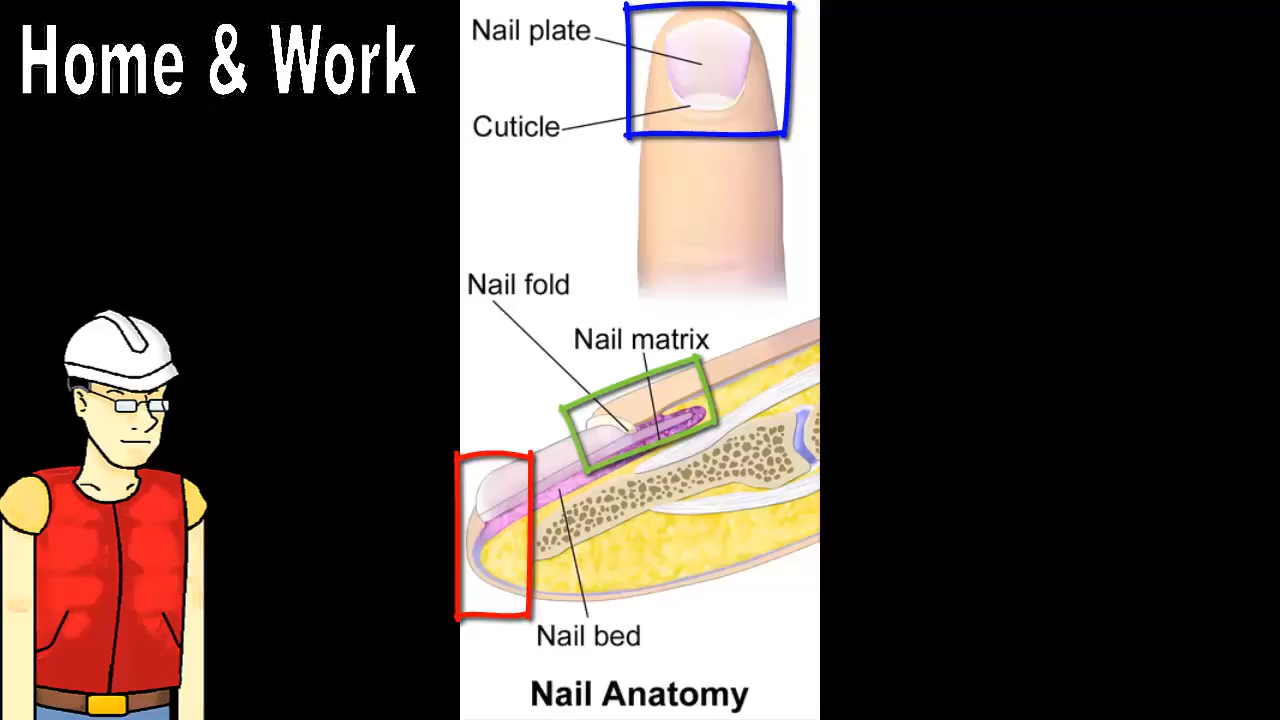 Home & Work
Nail plate
Cuticle
Nail fold
Nail matrix
Nail bed
Nail Anatomy